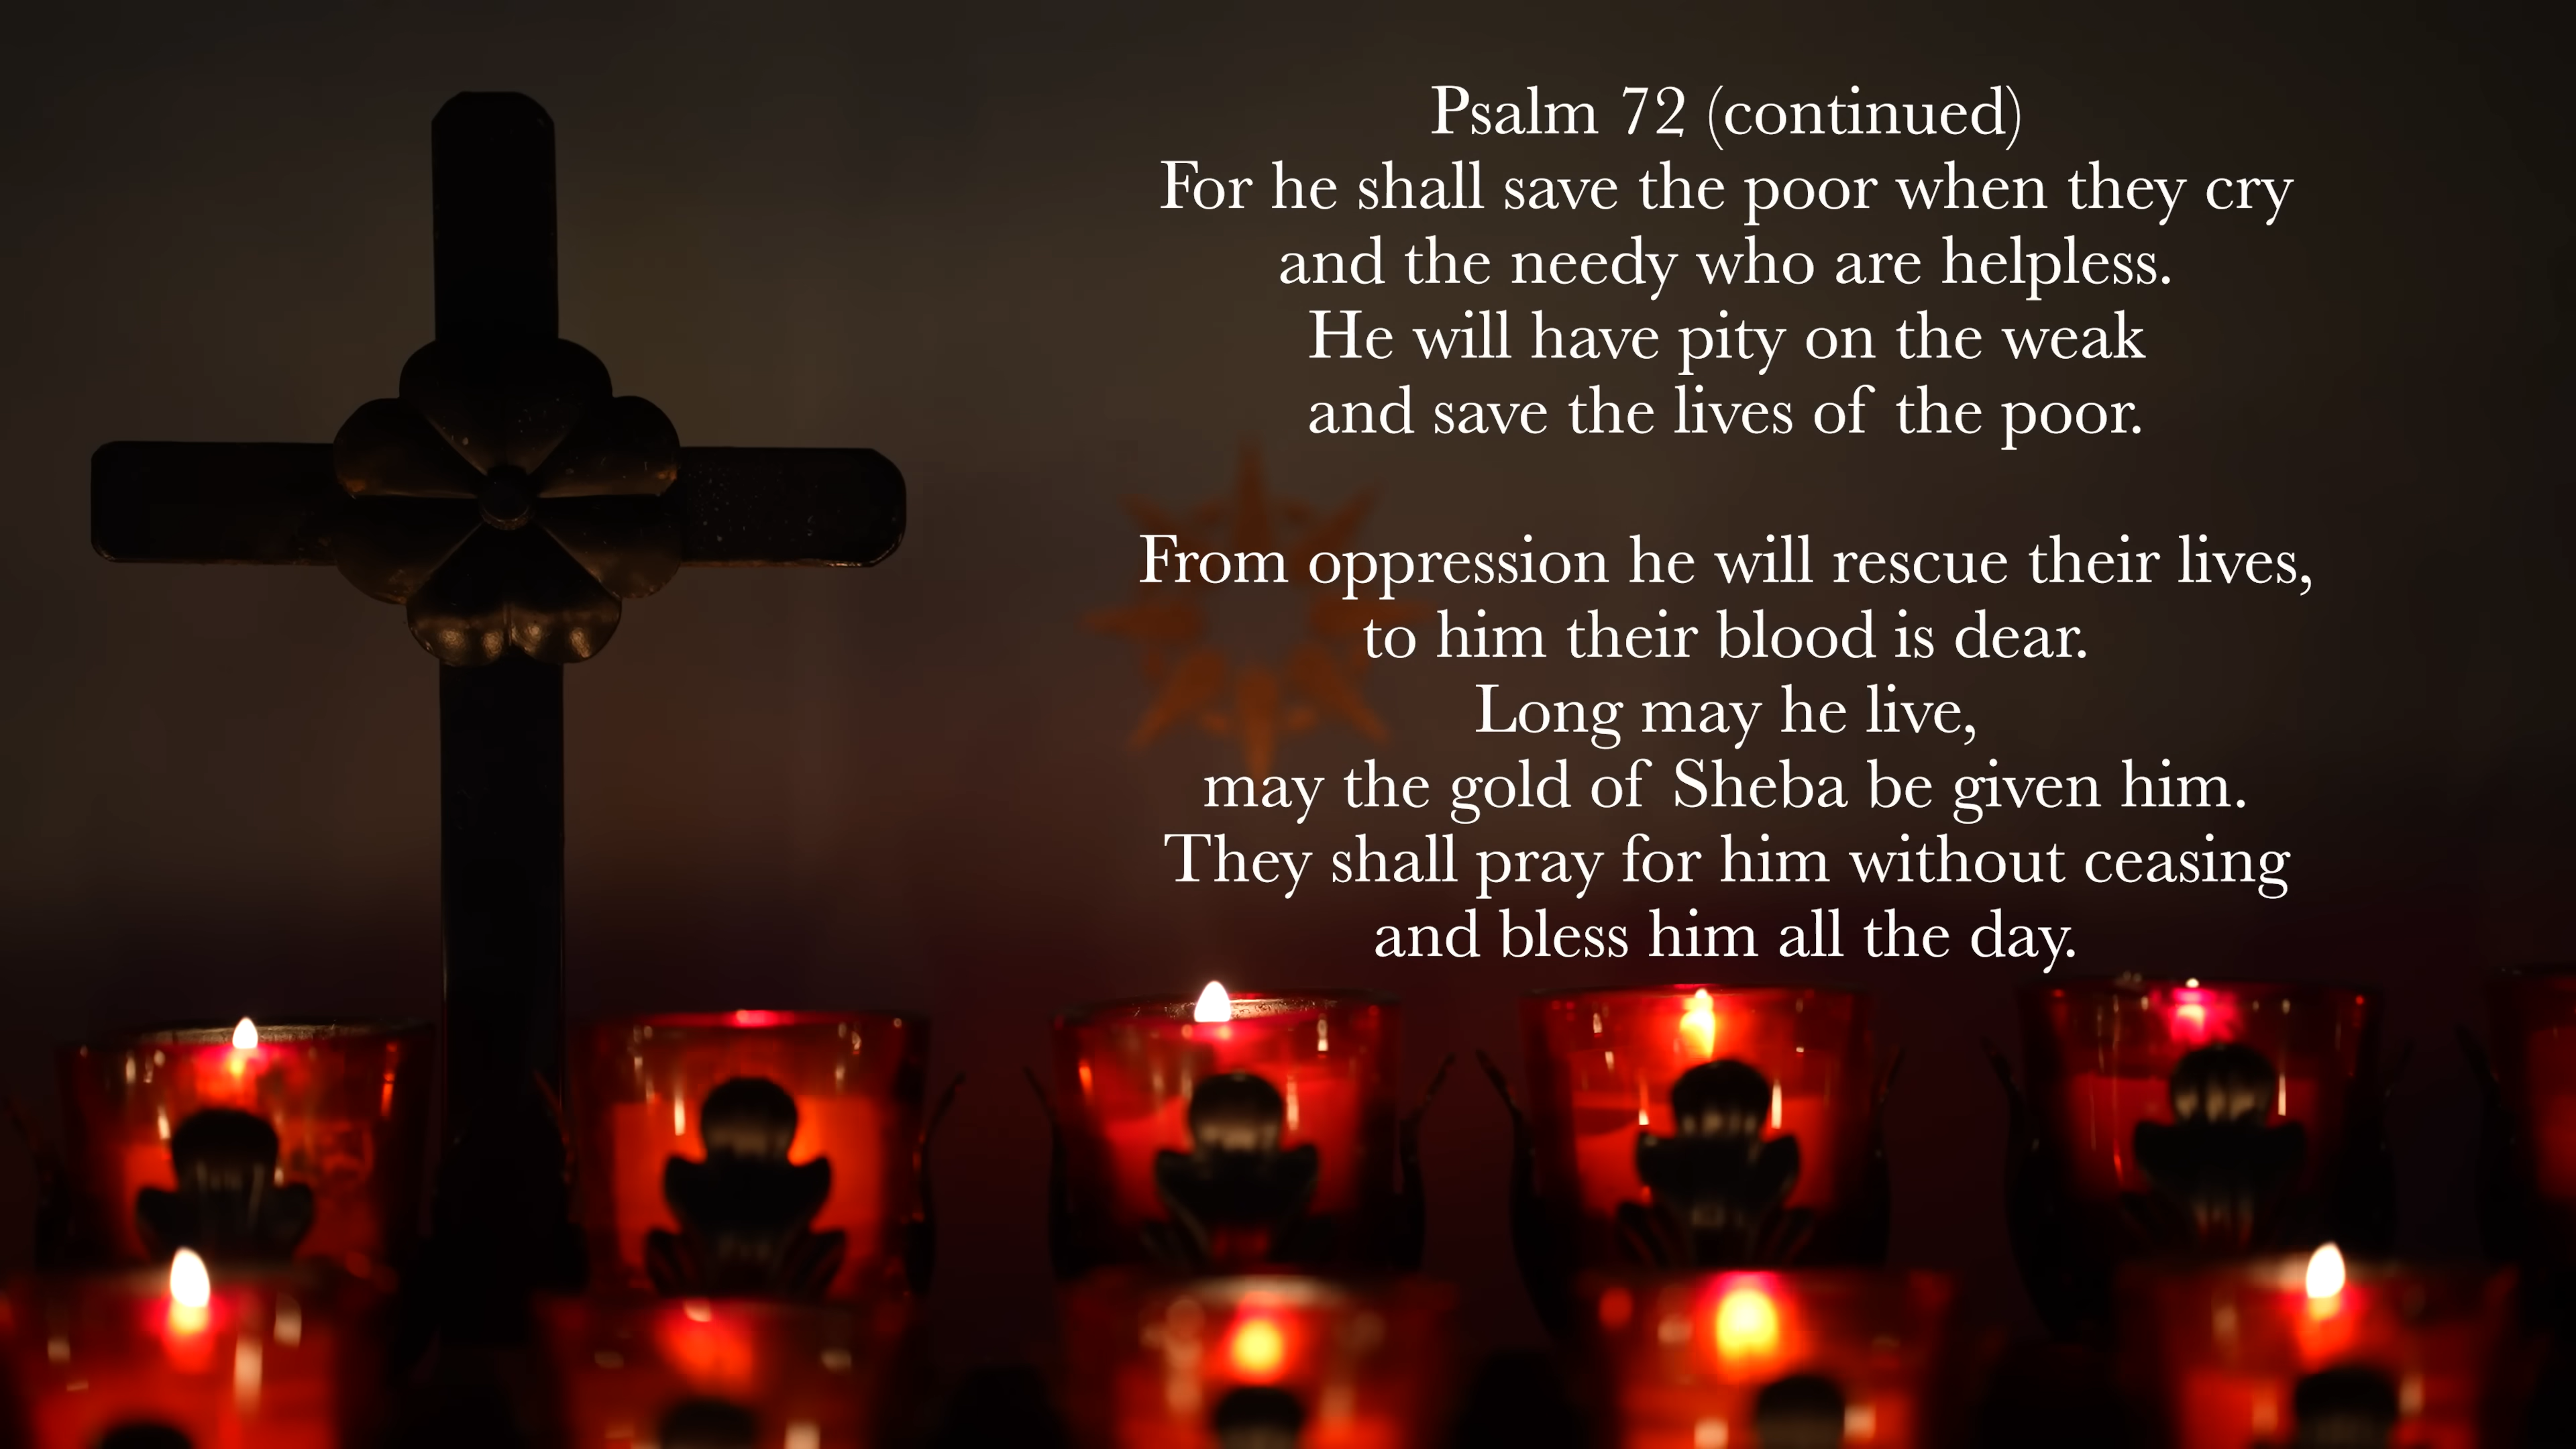 Psalm 72 (continued)
For he shall save the poor when they cry
and the needy who are helpless.
He will have pity on the weak
and save the lives of the poor.
From oppression he will rescue their lives,
to him their blood is dear.
Long may he live,
may the gold of Sheba be given him.
They shall pray for him without ceasing
and bless him all the day.